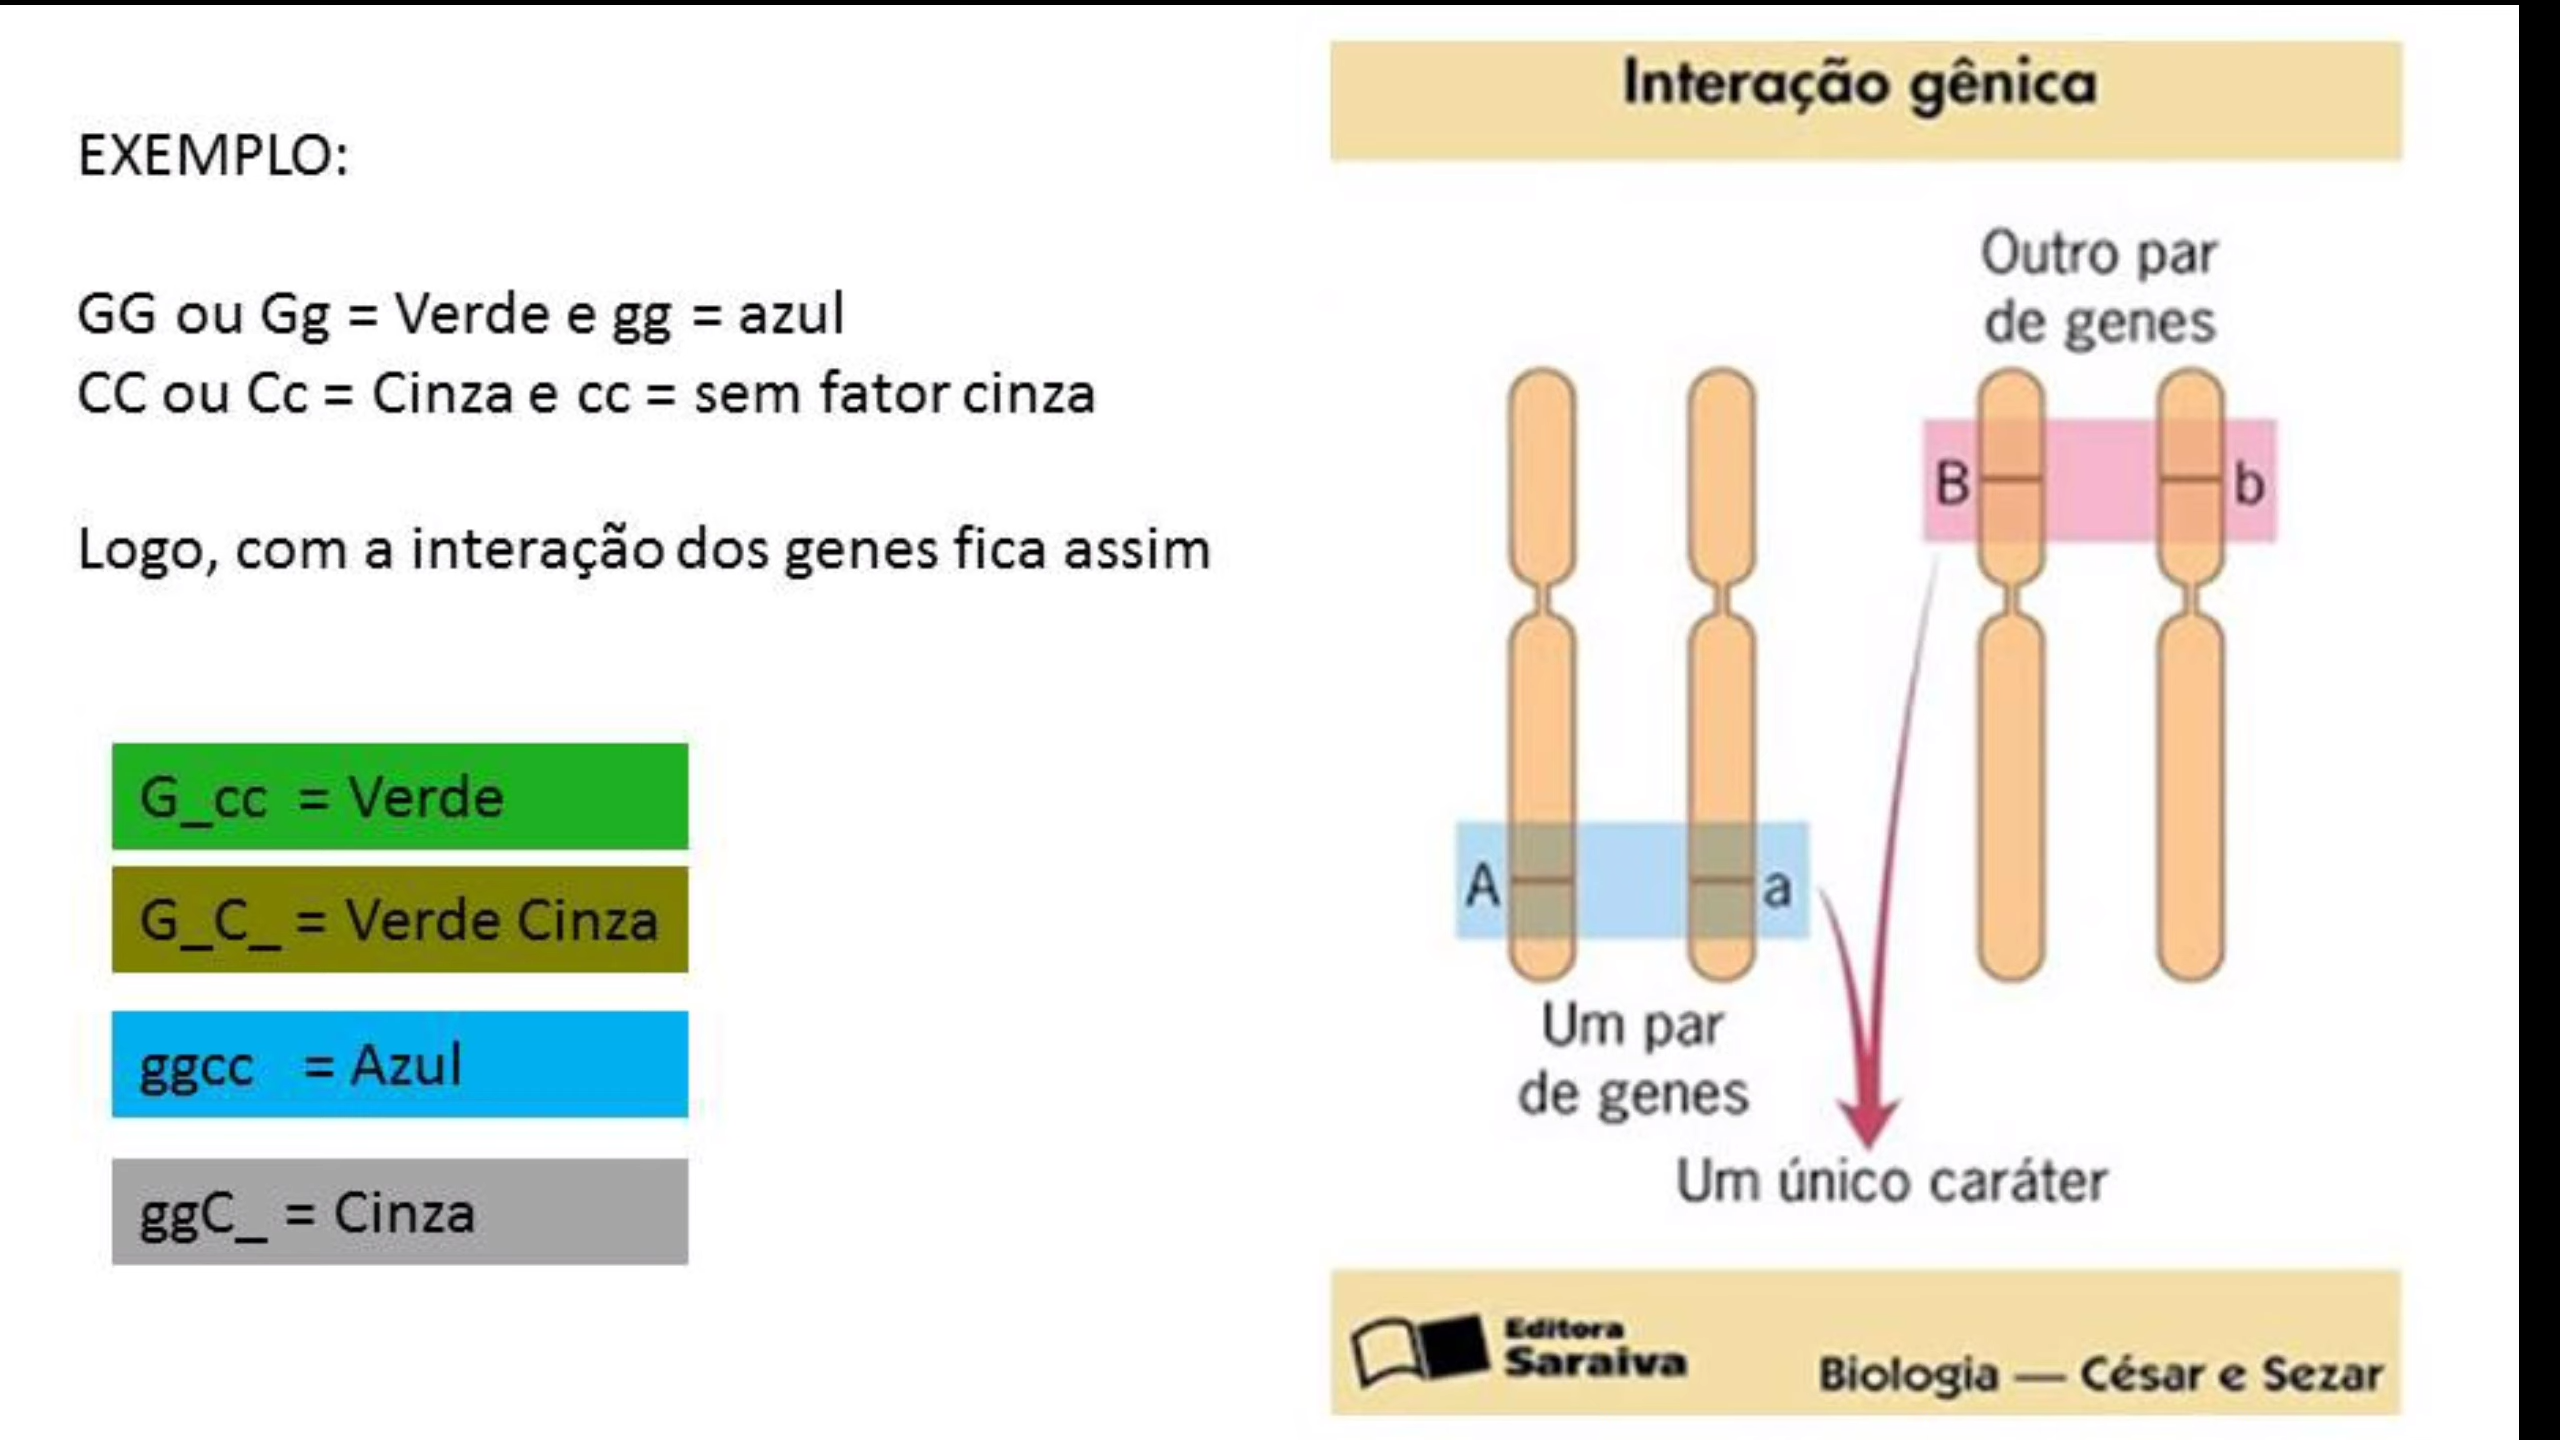 EXEMPLO:
GG ou Gg = Verde e gg = azul
CC ou Cc = Cinza e cc = sem fator cinza
Logo, com a interação dos genes fica assim
G_cc = Verde
G_C_ = Verde Cinza
ggcc = Azul
ggC_ = Cinza
Interação gênica
Outro par
de genes
B
b
A
a
Um par
de genes
Um único caráter
Editora
Saraiva
Biologia — César e Sezar